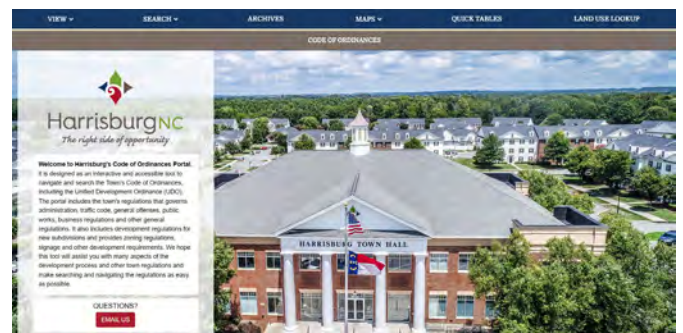 VIEW SEARCH ARCHIVES MAPS QUICK TABLES LAND USE LOOKUP
CODE OF ORDINANCES
HarrisburgNC
The right side of opportunity
Welcome to Harrisburg's Code of Ordinances Portal.
It is designed as an interactive and accessible tool to
navigate and search the Town's Code of Ordinances,
including the Unified Development Ordinance (UDO).
The portal includes the town's regulations that governs
administration, traffic code, general offenses, public
works, business regulations and other general
regulations. It also includes development regulations for
new subdivisions and provides zoning regulations,
signage and other development requirements. We hope
this tool will assist you with many aspects of the
development process and other town regulations and
make searching and navigating the regulations as easy
as possible.
QUESTIONS?
EMAIL US
HARRISBURG TOWN HALL